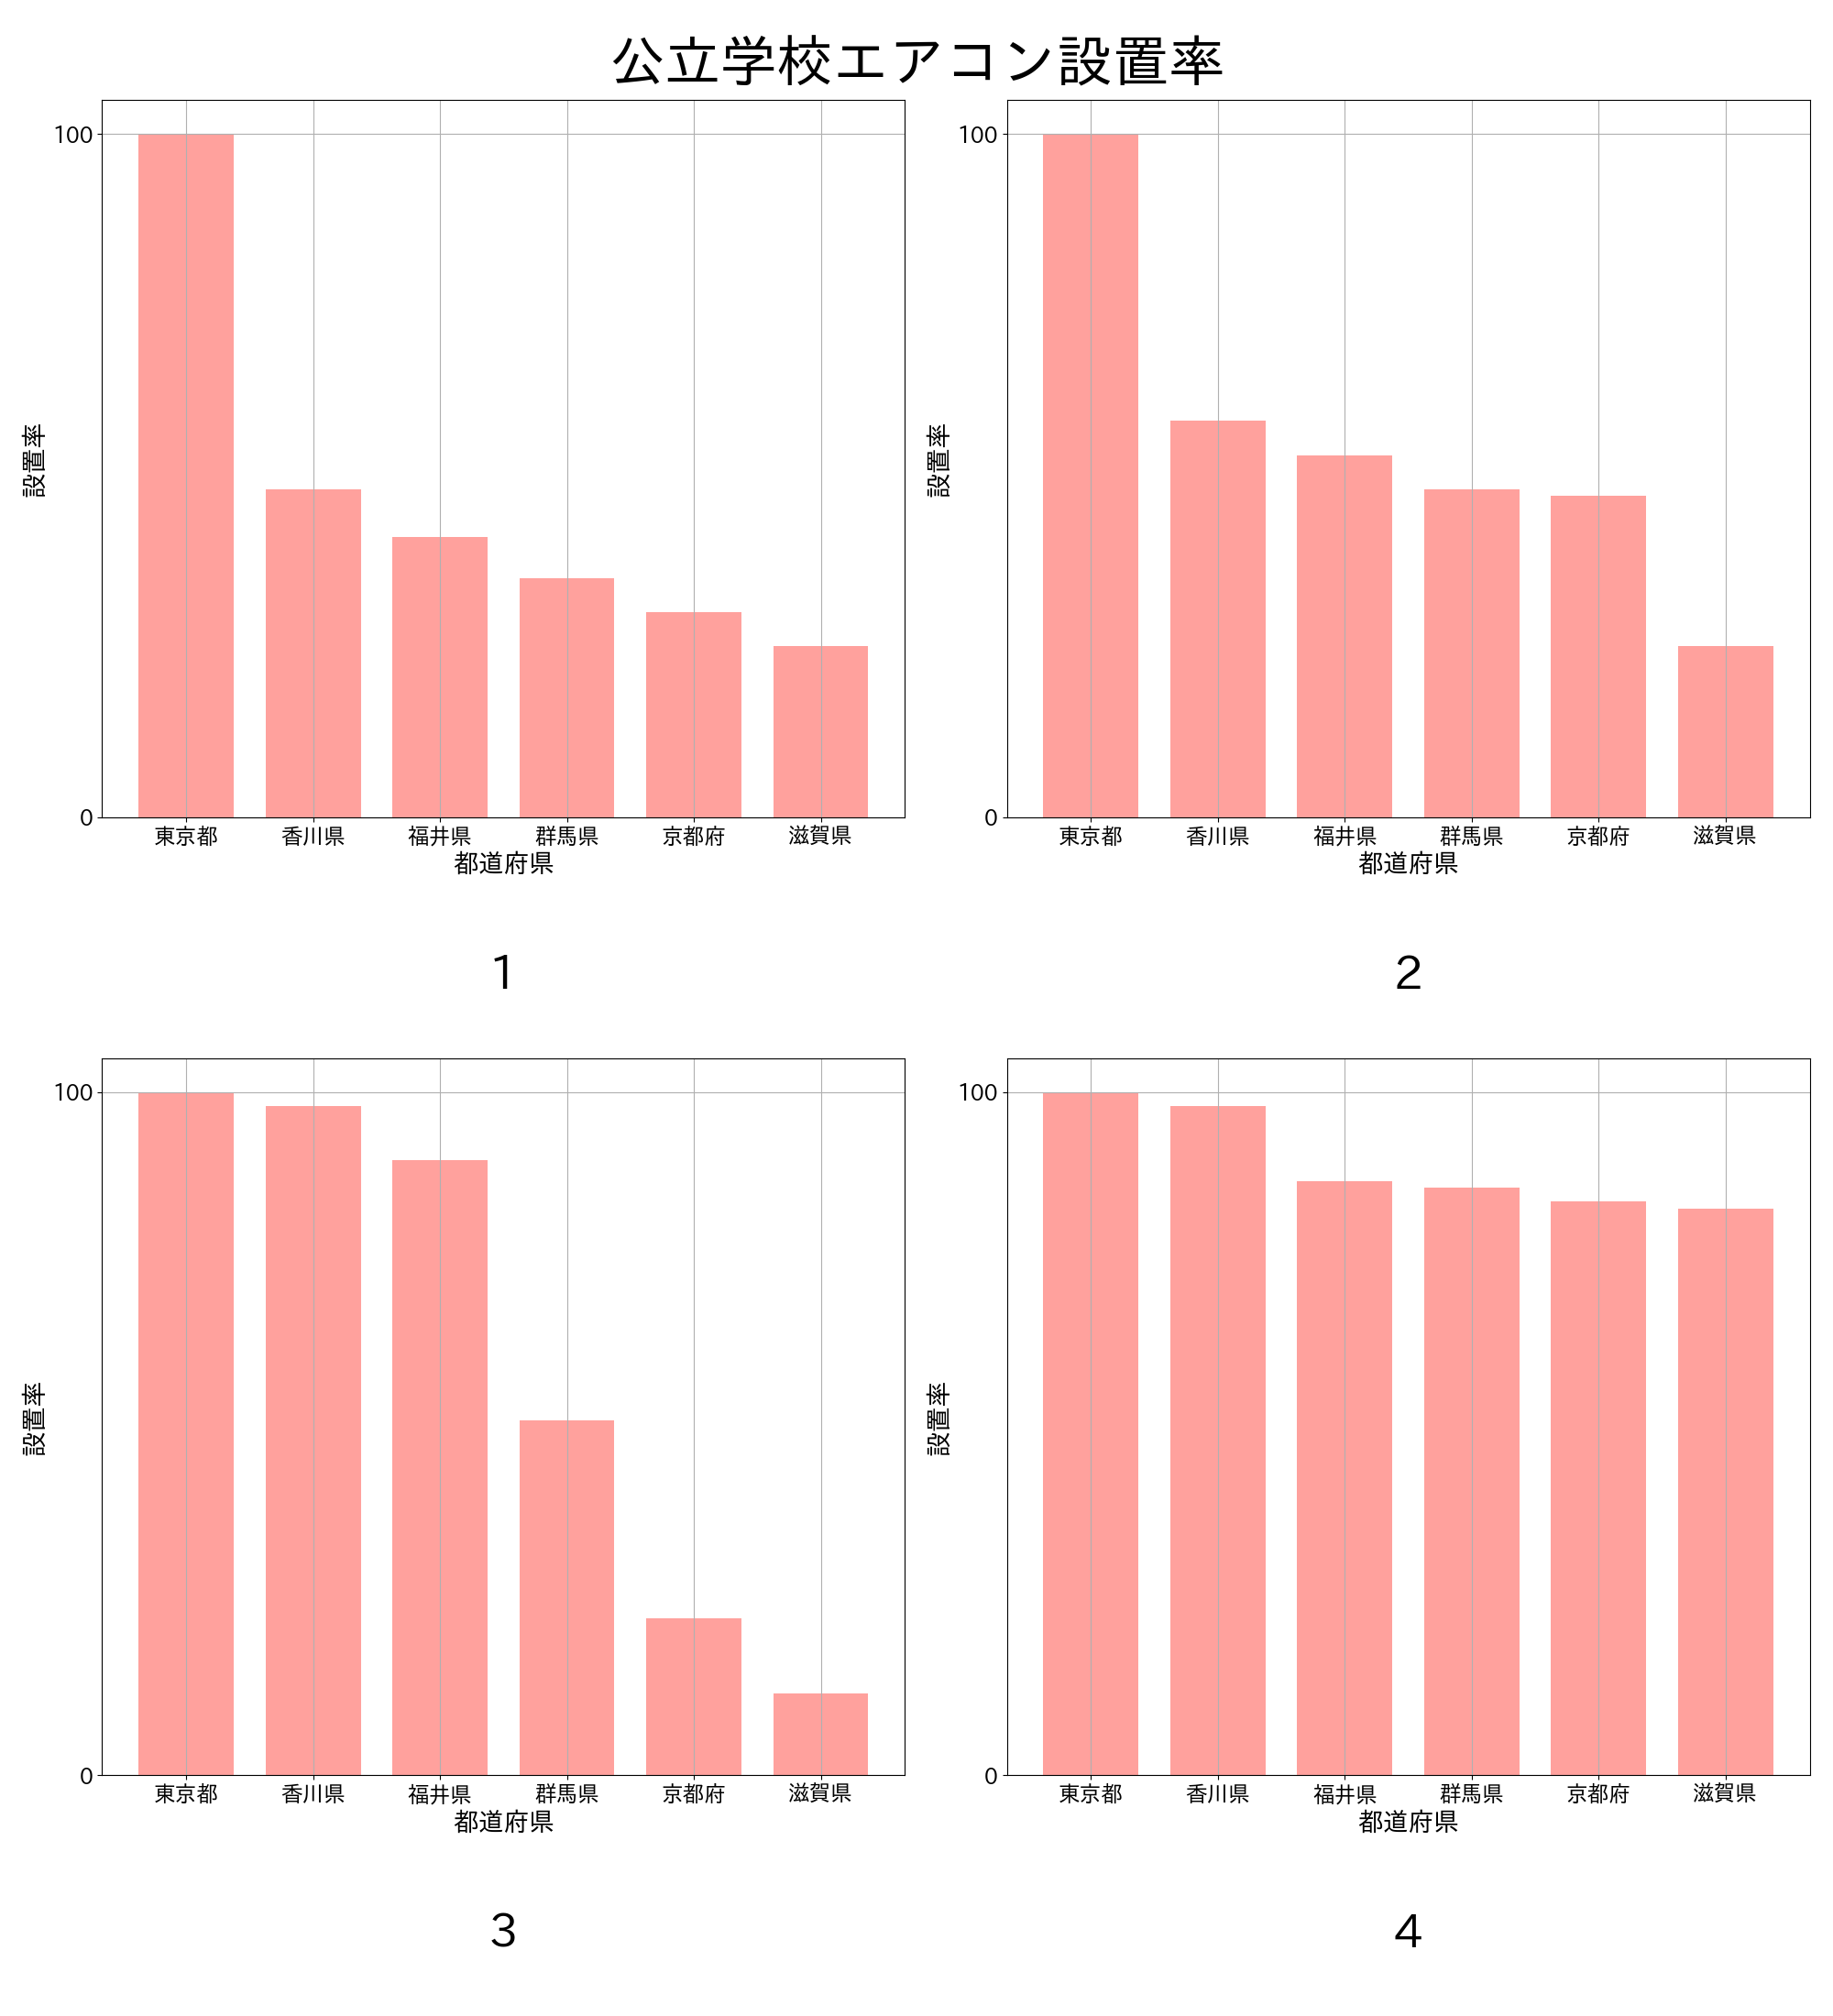 公立学校エアコン設置率
100
0
設置率
東京都 香川県 福井県 群馬県 京都府 滋賀県
都道府県
1
100
0
設置率
東京都 香川県 福井県 群馬県 京都府 滋賀県
都道府県
2
100
0
設置率
東京都 香川県 福井県 群馬県 京都府 滋賀県
都道府県
3
100
0
設置率
東京都 香川県 福井県 群馬県 京都府 滋賀県
都道府県
4